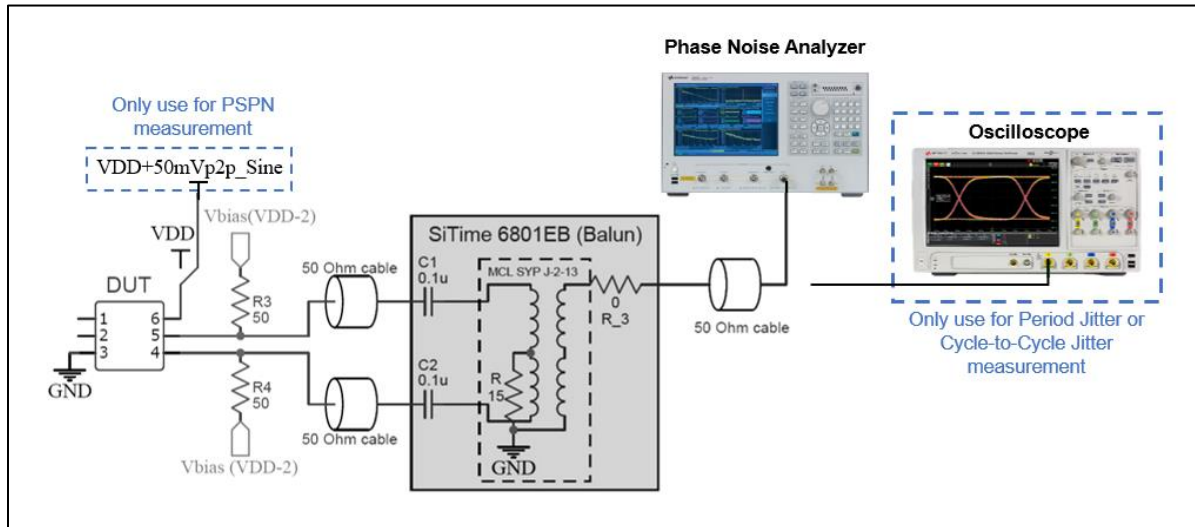 Phase Noise Analyzer
Only use for PSPN
measurement
VDD+50mVp2p_Sine
Oscilloscope
Vbias(VDD-2)
VDD
SiTime 6801EB (Balun)
50 Ohm cable
C1
0.1u
MCL SYP J-2-13
DUT
R3
50
1
2
3
6
5
4
0
R_3
50 Ohm cable
Only use for Period Jitter or
Cycle-to-Cycle Jitter
measurement
GND
R4
50
C2
0.1u
R
15
50 Ohm cable
GND
Vbias (VDD-2)